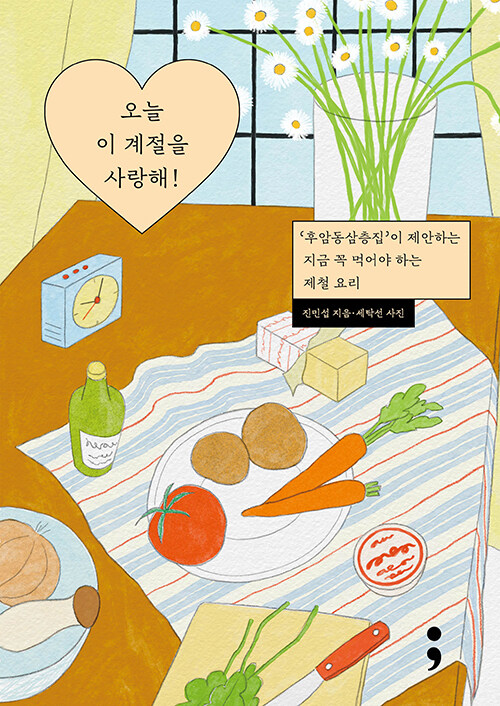 오늘
이 계절을
사랑해!
‘후암동삼층집’이 제안하는
지금 꼭 먹어야 하는
제철 요리
진민섭 지음·세탁선 사진
;